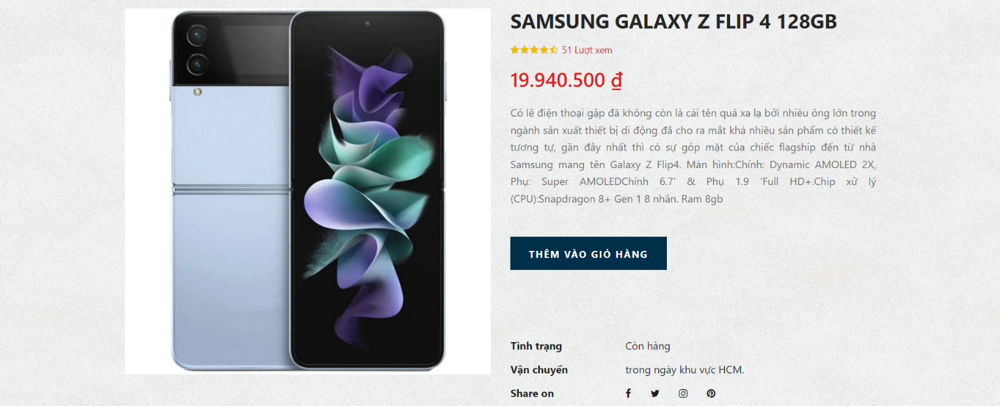 SAMSUNG GALAXY Z FLIP 4 128GB
51 Lượt xem
19.940.500 ₫
Có lẽ điện thoại gập đã không còn là cái tên quá xa lạ bởi nhiều ông lớn trong
ngành sản xuất thiết bị di động đã cho ra mắt khá nhiều sản phẩm có thiết kế
tương tự, gần đây nhất thì có sự góp mặt của chiếc flagship đến từ nhà
Samsung mang tên Galaxy Z Flip4. Màn hình:Chính: Dynamic AMOLED 2X,
Phụ: Super AMOLEDChính 6.7' & Phụ 1.9 'Full HD+.Chip xử lý
(CPU):Snapdragon 8+ Gen 1 8 nhân. Ram 8gb
THÊM VÀO GIỎ HÀNG
Tình trạng Còn hàng
Vận chuyển trong ngày khu vực HCM.
Share on